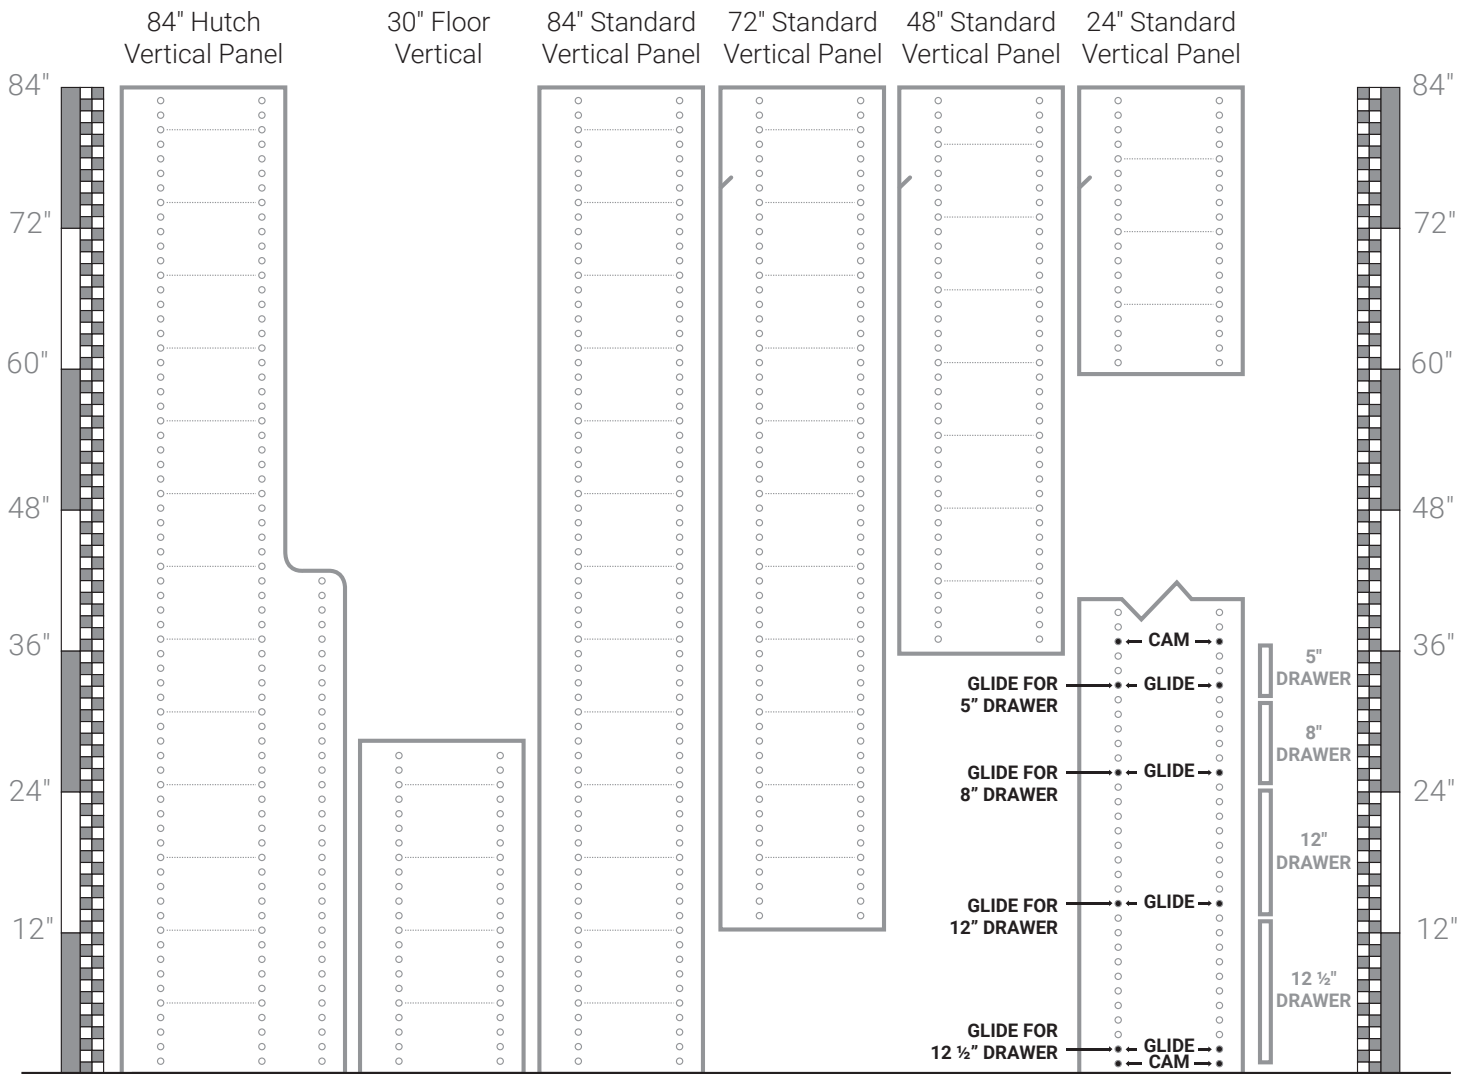 84" Hutch
Vertical Panel
30" Floor
Vertical
84" Standard
Vertical Panel
72" Standard
Vertical Panel
48" Standard
Vertical Panel
24" Standard
Vertical Panel
84"
72"
60"
48"
36"
24"
12"
84"
72"
60"
48"
36"
24"
12"
CAM
GLIDE FOR
5” DRAWER
GLIDE
5"
DRAWER
GLIDE FOR
8” DRAWER
GLIDE
8"
DRAWER
12"
DRAWER
GLIDE FOR
12” DRAWER
GLIDE
12 ½"
DRAWER
GLIDE FOR
12 ½” DRAWER
GLIDE
CAM